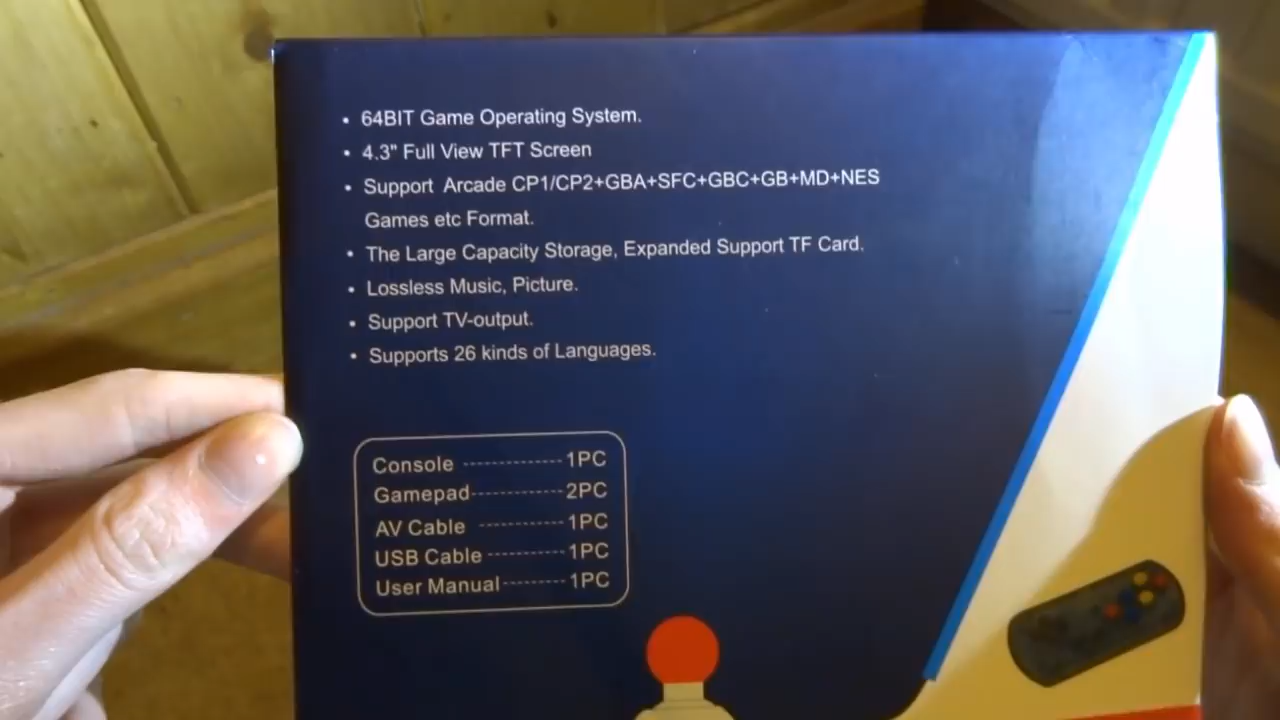 • 64BIT Game Operating System.
• 4.3" Full View TFT Screen
• Support Arcade CP1/CP2+GBA+SFC+GBC+GB+MD+NES
Games etc Format.
• The Large Capacity Storage, Expanded Support TF Card.
• Lossless Music, Picture.
• Support TV-output.
• Supports 26 kinds of Languages.
Console -------------- 1PC
Gamepad ------------- 2PC
AV Cable ------------ 1PC
USB Cable ----------- 1PC
User Manual --------- 1PC